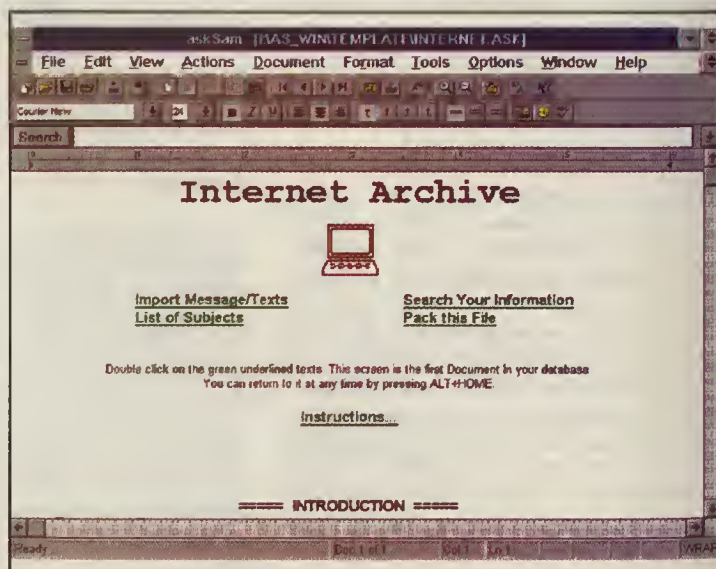 askSam [H:\AS_WIN\TEMPLATE\INTERNET.ASK]
File Edit View Actions Document Format Tools Options Window Help
Courier New 24 B Z U
Search
Internet Archive
Import Message/Texts Search Your Information
List of Subjects Pack this File
Double click on the green underlined texts. This screen is the first Document in your database
You can return to it at any time by pressing ALT+HOME.
Instructions...
===== INTRODUCTION =====
Ready Doc 1 of 1 Col 1 Ln 1 WRAP